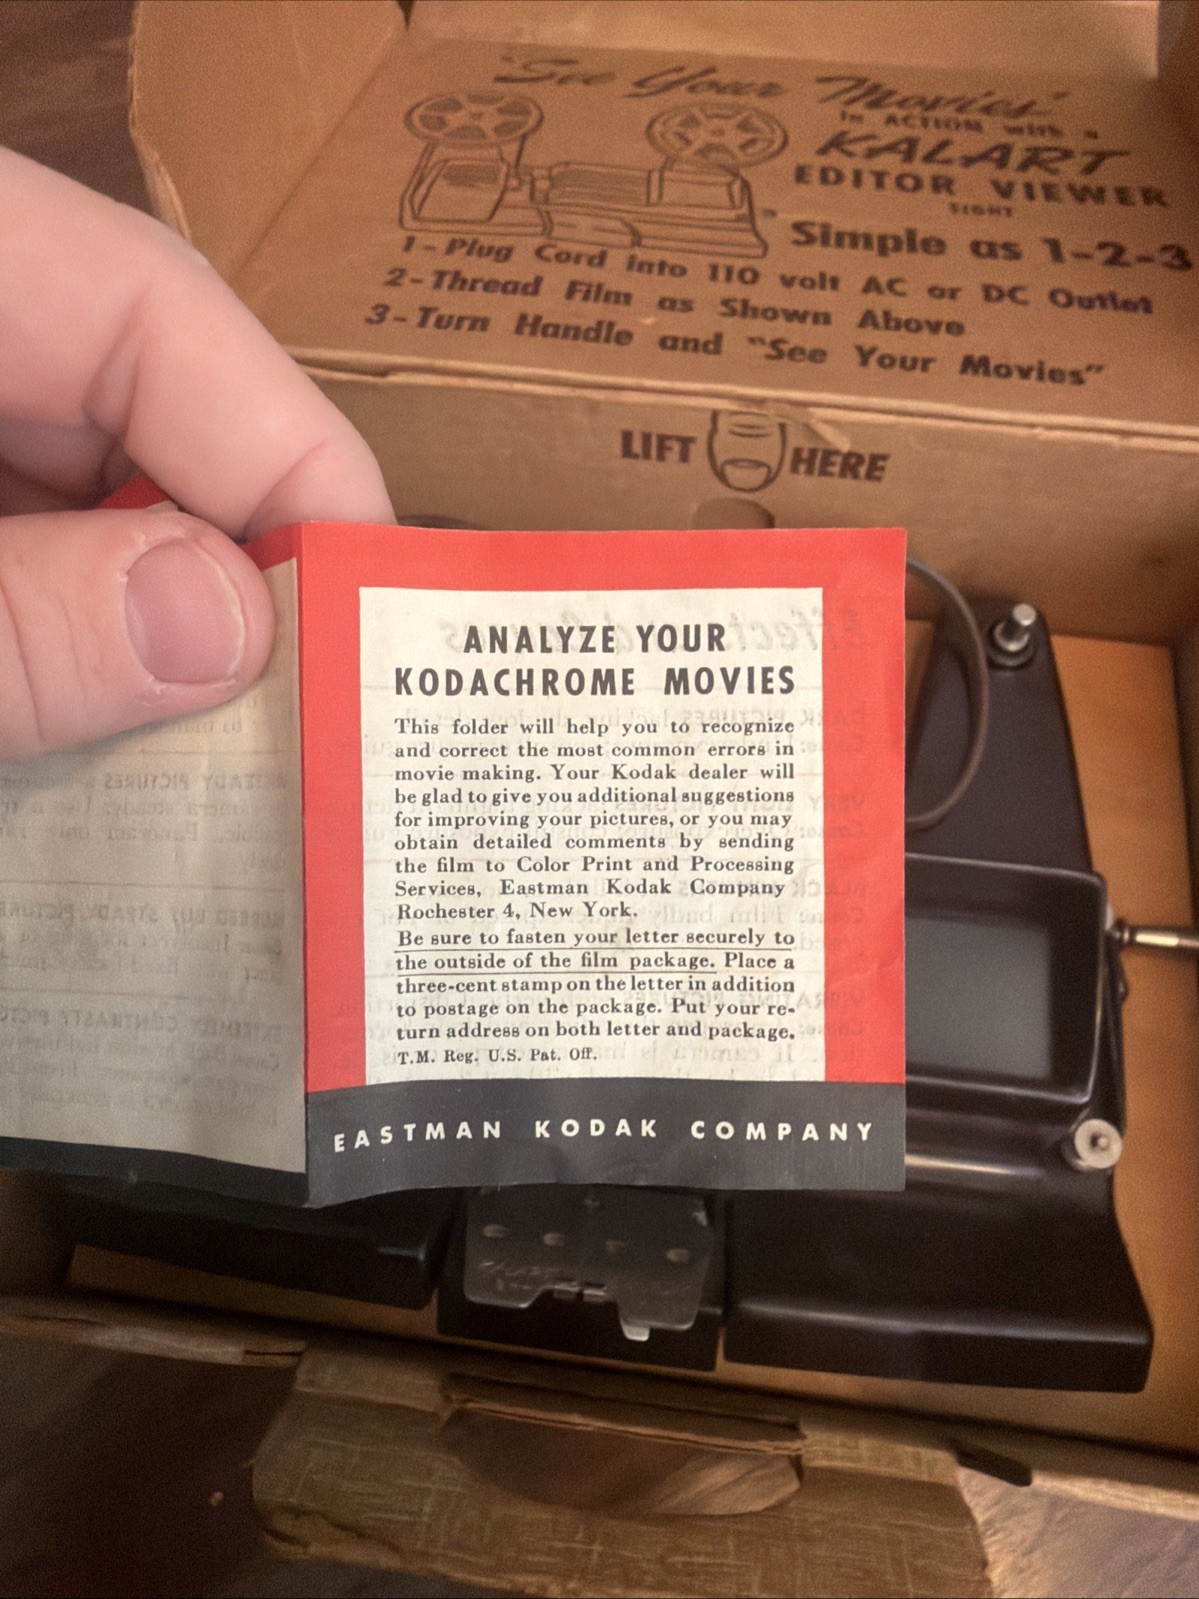 "See Your Movies"
in ACTION with a
KALART
EDITOR VIEWER
EIGHT
Simple as 1-2-3
1-Plug Cord into 110 volt AC or DC Outlet
2-Thread Film as Shown Above
3-Turn Handle and "See Your Movies"
LIFT HERE
ANALYZE YOUR
KODACHROME MOVIES
This folder will help you to recognize
and correct the most common errors in
movie making. Your Kodak dealer will
be glad to give you additional suggestions
for improving your pictures, or you may
obtain detailed comments by sending
the film to Color Print and Processing
Services, Eastman Kodak Company
Rochester 4, New York.
Be sure to fasten your letter securely to
the outside of the film package. Place a
three-cent stamp on the letter in addition
to postage on the package. Put your re-
turn address on both letter and package.
T.M. Reg. U.S. Pat. Off.
EASTMAN KODAK COMPANY